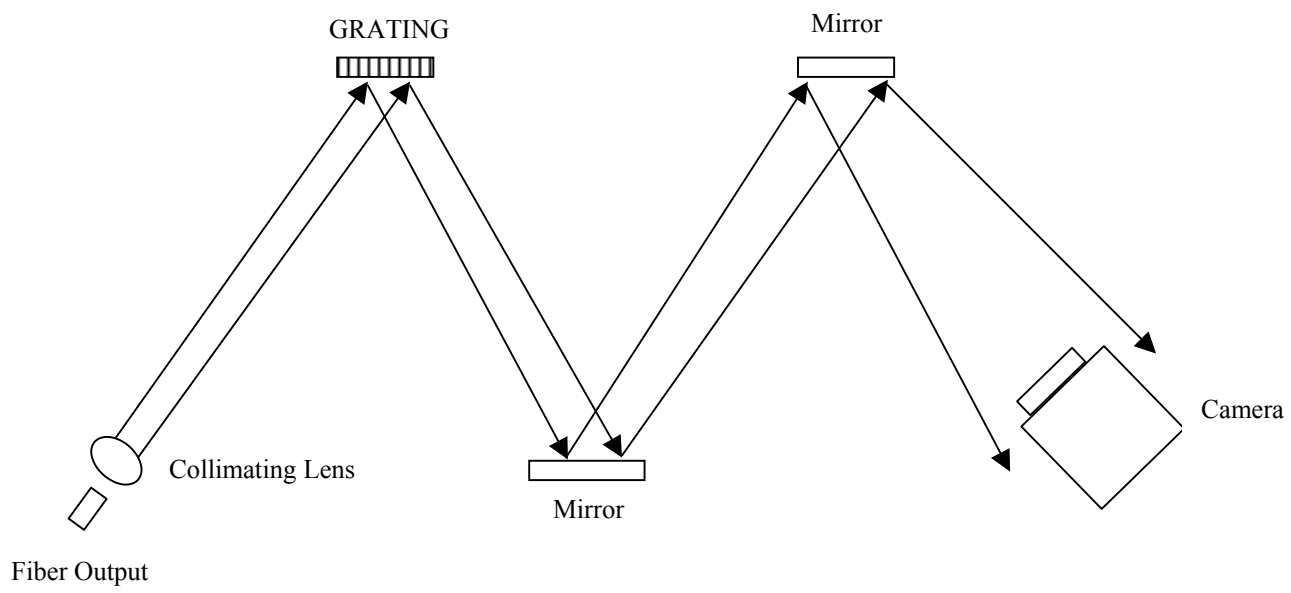 GRATING
Mirror
Collimating Lens
Mirror
Camera
Fiber Output